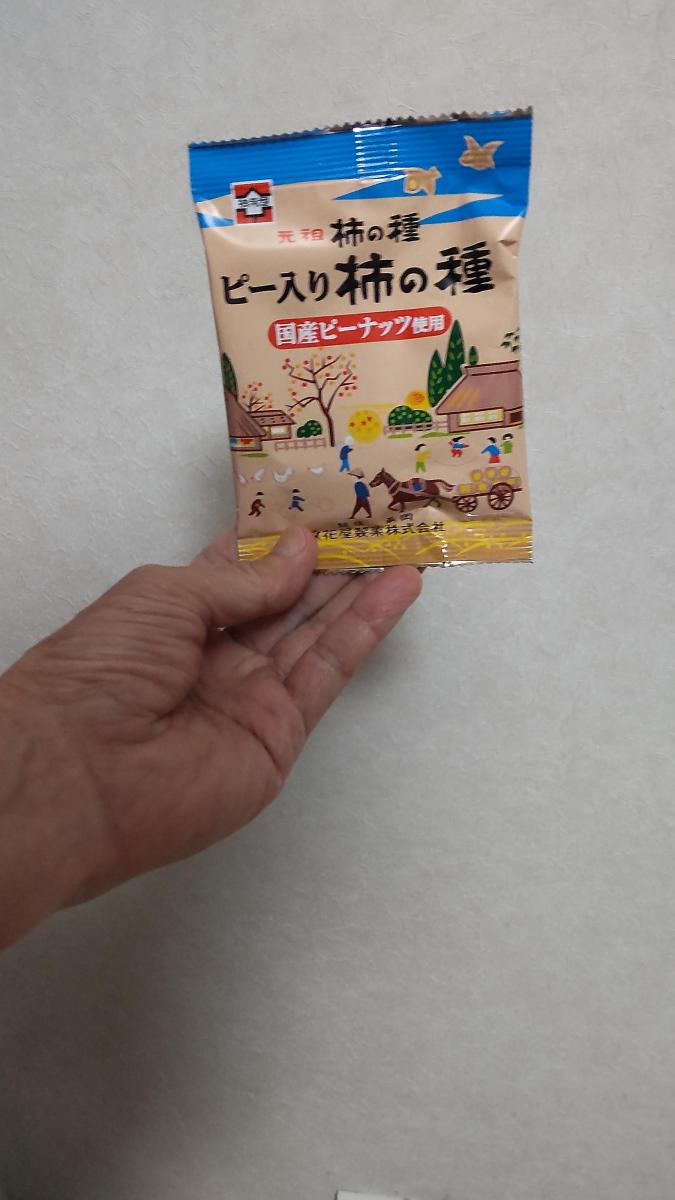 元祖 柿の種
ピー入り柿の種
国産ピーナッツ使用
花屋製菓株式会社